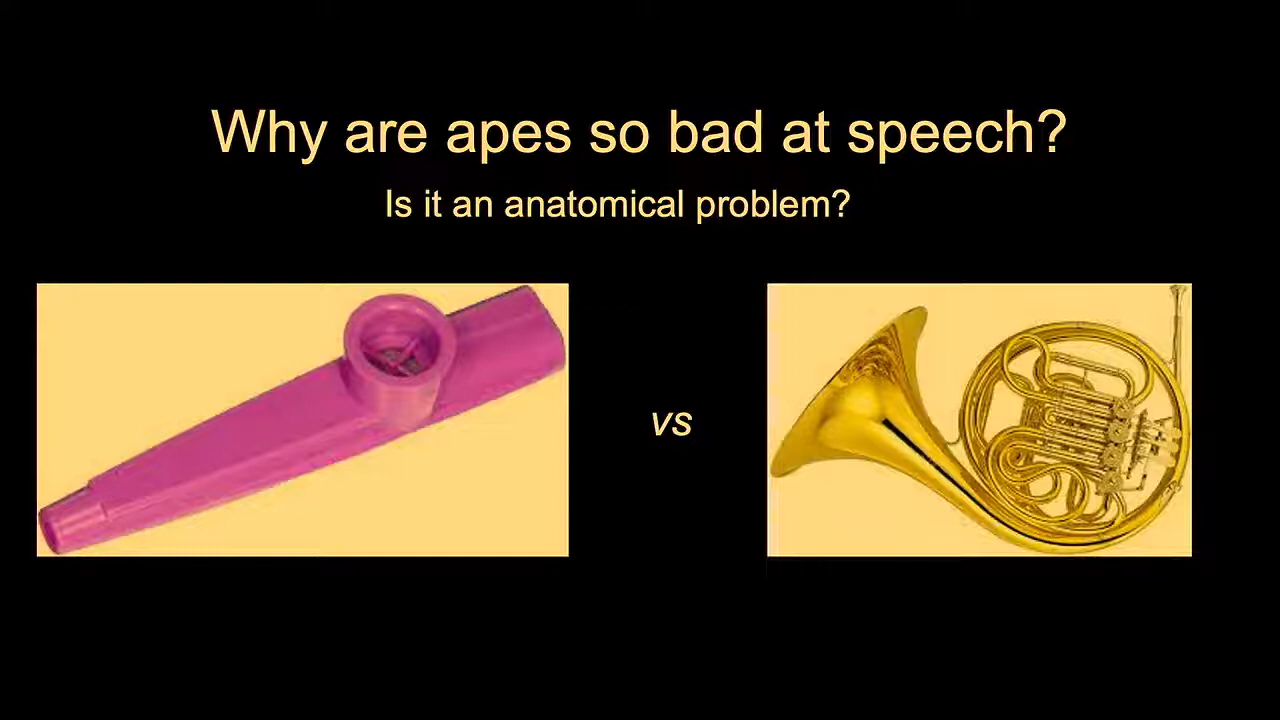 Why are apes so bad at speech?
Is it an anatomical problem?
vs